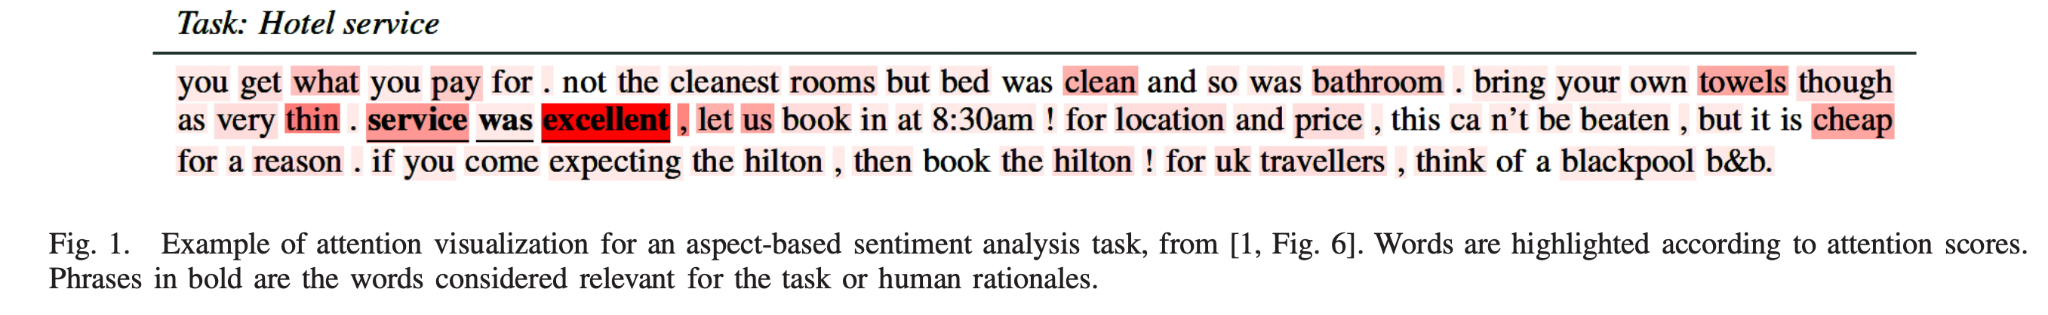 Task: Hotel service
you get what you pay for . not the cleanest rooms but bed was clean and so was bathroom . bring your own towels though
as very thin . service was excellent , let us book in at 8:30am ! for location and price , this ca n't be beaten , but it is cheap
for a reason . if you come expecting the hilton , then book the hilton ! for uk travellers , think of a blackpool b&b.
Fig. 1. Example of attention visualization for an aspect-based sentiment analysis task, from [1, Fig. 6]. Words are highlighted according to attention scores.
Phrases in bold are the words considered relevant for the task or human rationales.